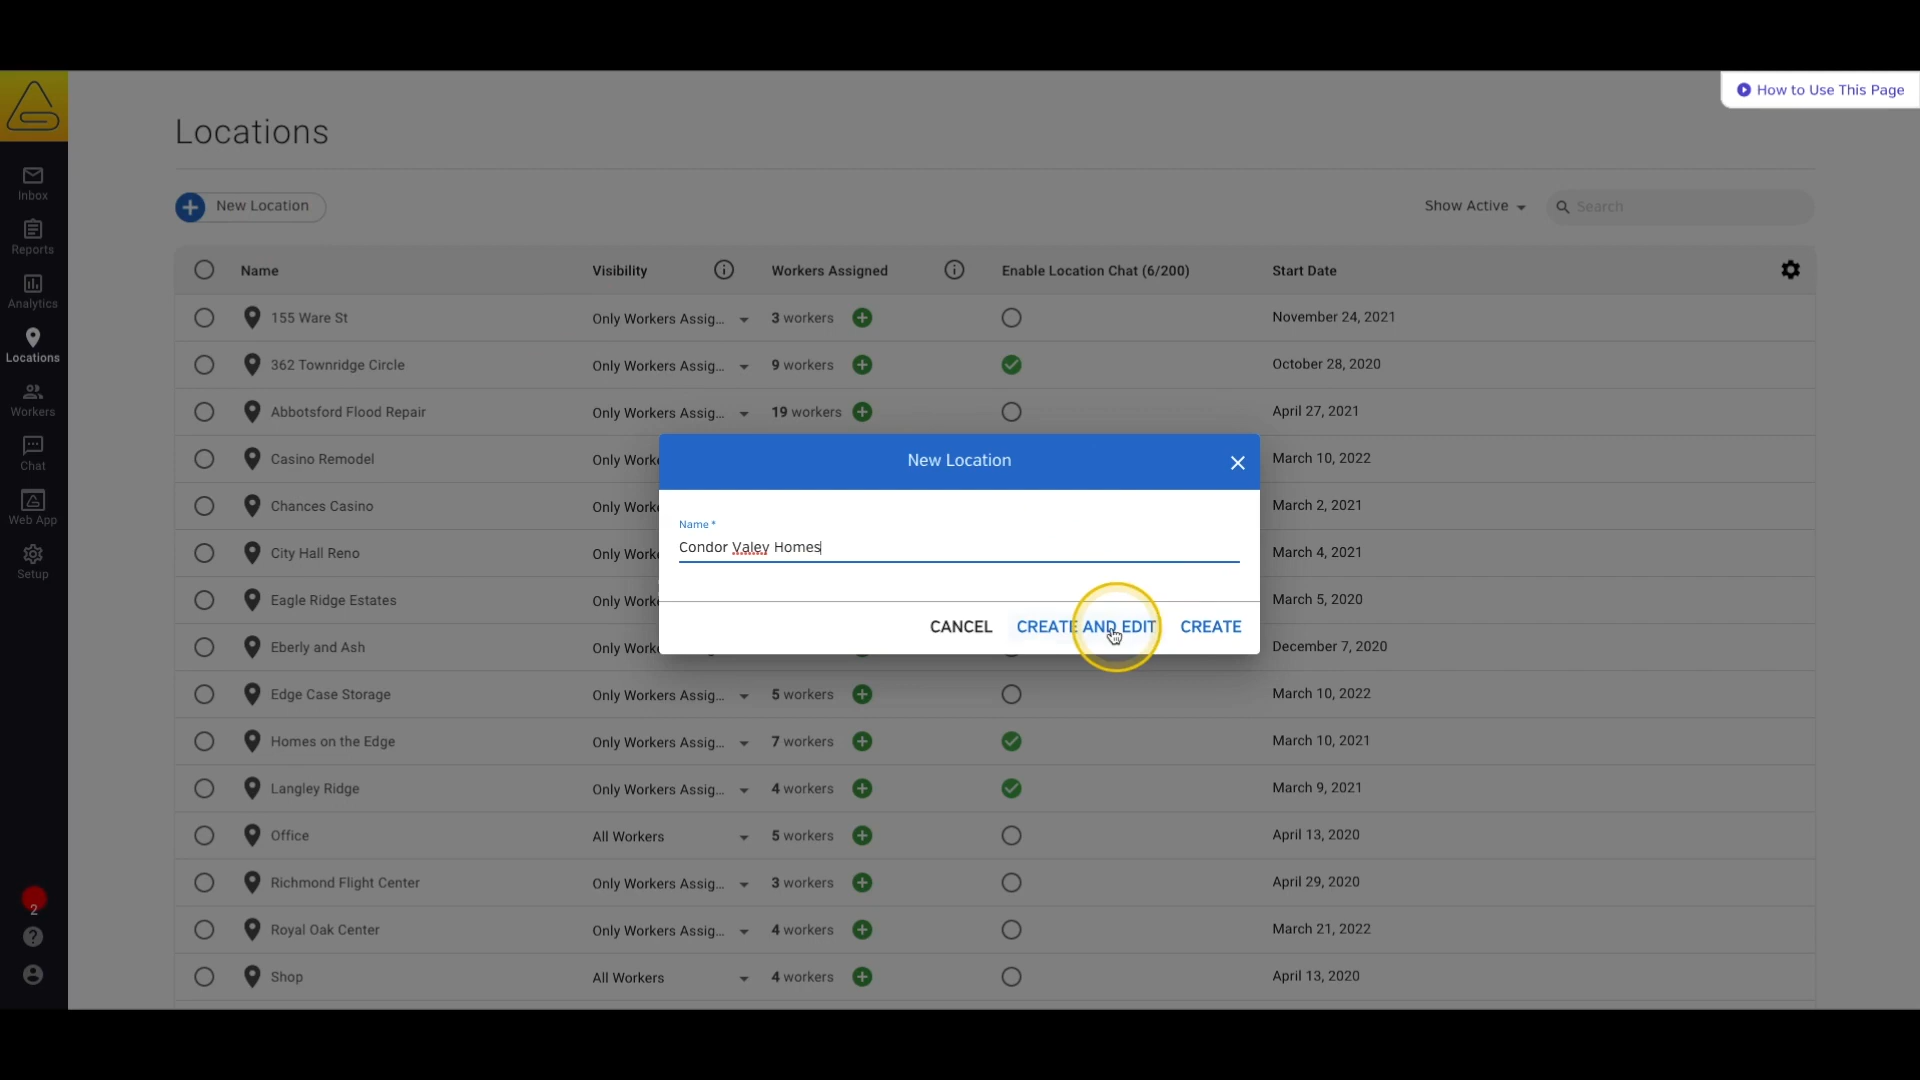 How to Use This Page
Locations
Inbox
Reports
Analytics
Locations
Workers
Chat
Web App
Setup
2
New Location
Show Active
Search
Name Visibility Workers Assigned Enable Location Chat (6/200) Start Date
155 Ware St Only Workers Assig... 3 workers November 24, 2021
362 Townridge Circle Only Workers Assig... 9 workers October 28, 2020
Abbotsford Flood Repair Only Workers Assig... 19 workers April 27, 2021
Casino Remodel Only Work March 10, 2022
Chances Casino Only Work March 2, 2021
City Hall Reno Only Work March 4, 2021
Eagle Ridge Estates Only Work March 5, 2020
Eberly and Ash Only Work December 7, 2020
Edge Case Storage Only Workers Assig... 5 workers March 10, 2022
Homes on the Edge Only Workers Assig... 7 workers March 10, 2021
Langley Ridge Only Workers Assig... 4 workers March 9, 2021
Office All Workers 5 workers April 13, 2020
Richmond Flight Center Only Workers Assig... 3 workers April 29, 2020
Royal Oak Center Only Workers Assig... 4 workers March 21, 2022
Shop All Workers 4 workers April 13, 2020
New Location
Name *
Condor Valey Homes
CANCEL CREATE AND EDIT CREATE